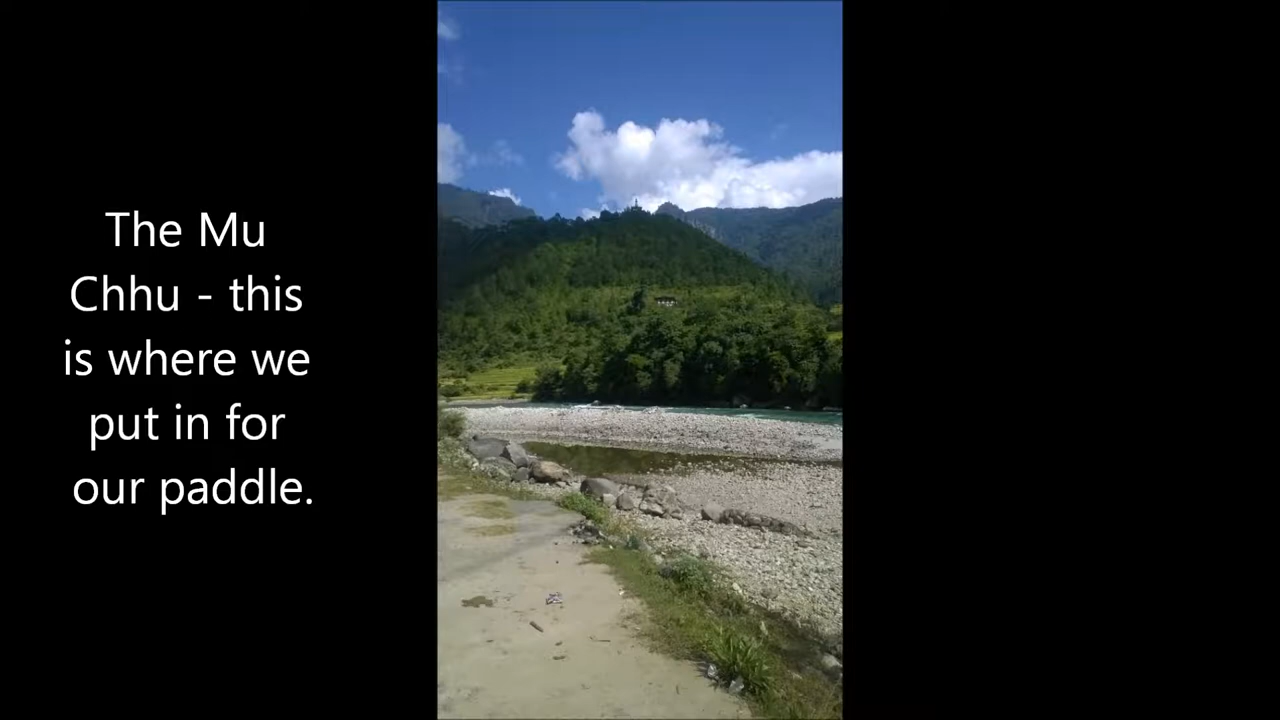 The Mu
Chhu - this
is where we
put in for
our paddle.